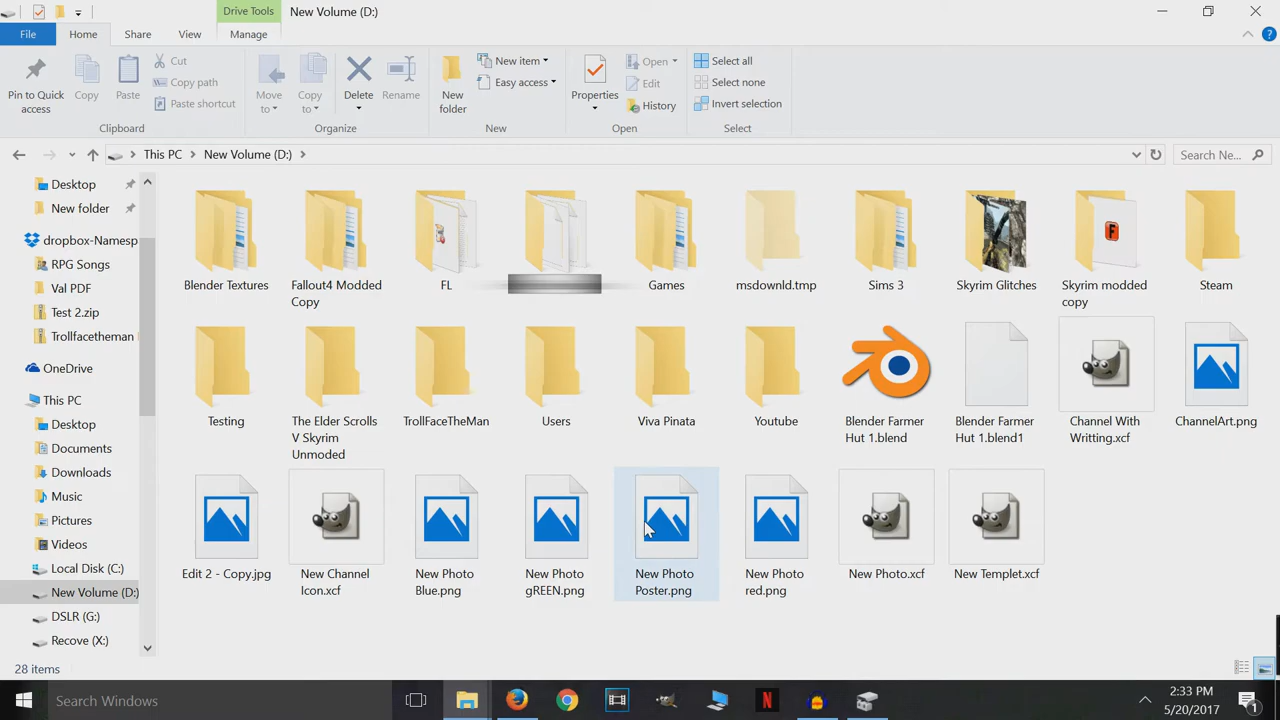 Drive Tools
New Volume (D:)
File
Home
Share
View
Manage
Pin to Quick
access
Copy
Paste
Cut
Copy path
Paste shortcut
Clipboard
Move
to
Copy
to
Delete
Rename
Organize
New
folder
New item
Easy access
New
Properties
Open
Edit
History
Open
Select all
Select none
Invert selection
Select
This PC
New Volume (D:)
Search Ne...
Desktop
New folder
dropbox-Namesp
RPG Songs
Val PDF
Test 2.zip
Trollfacetheman
OneDrive
This PC
Desktop
Documents
Downloads
Music
Pictures
Videos
Local Disk (C:)
New Volume (D:)
DSLR (G:)
Recove (X:)
Blender Textures
Fallout4 Modded
Copy
FL
Games
msdownld.tmp
Sims 3
Skyrim Glitches
Skyrim modded
copy
Steam
Testing
The Elder Scrolls
V Skyrim
Unmoded
TrollFaceTheMan
Users
Viva Pinata
Youtube
Blender Farmer
Hut 1.blend
Blender Farmer
Hut 1.blend1
Channel With
Writting.xcf
ChannelArt.png
Edit 2 - Copy.jpg
New Channel
Icon.xcf
New Photo
Blue.png
New Photo
gREEN.png
New Photo
Poster.png
New Photo
red.png
New Photo.xcf
New Templet.xcf
28 items
Search Windows
2:33 PM
5/20/2017
1